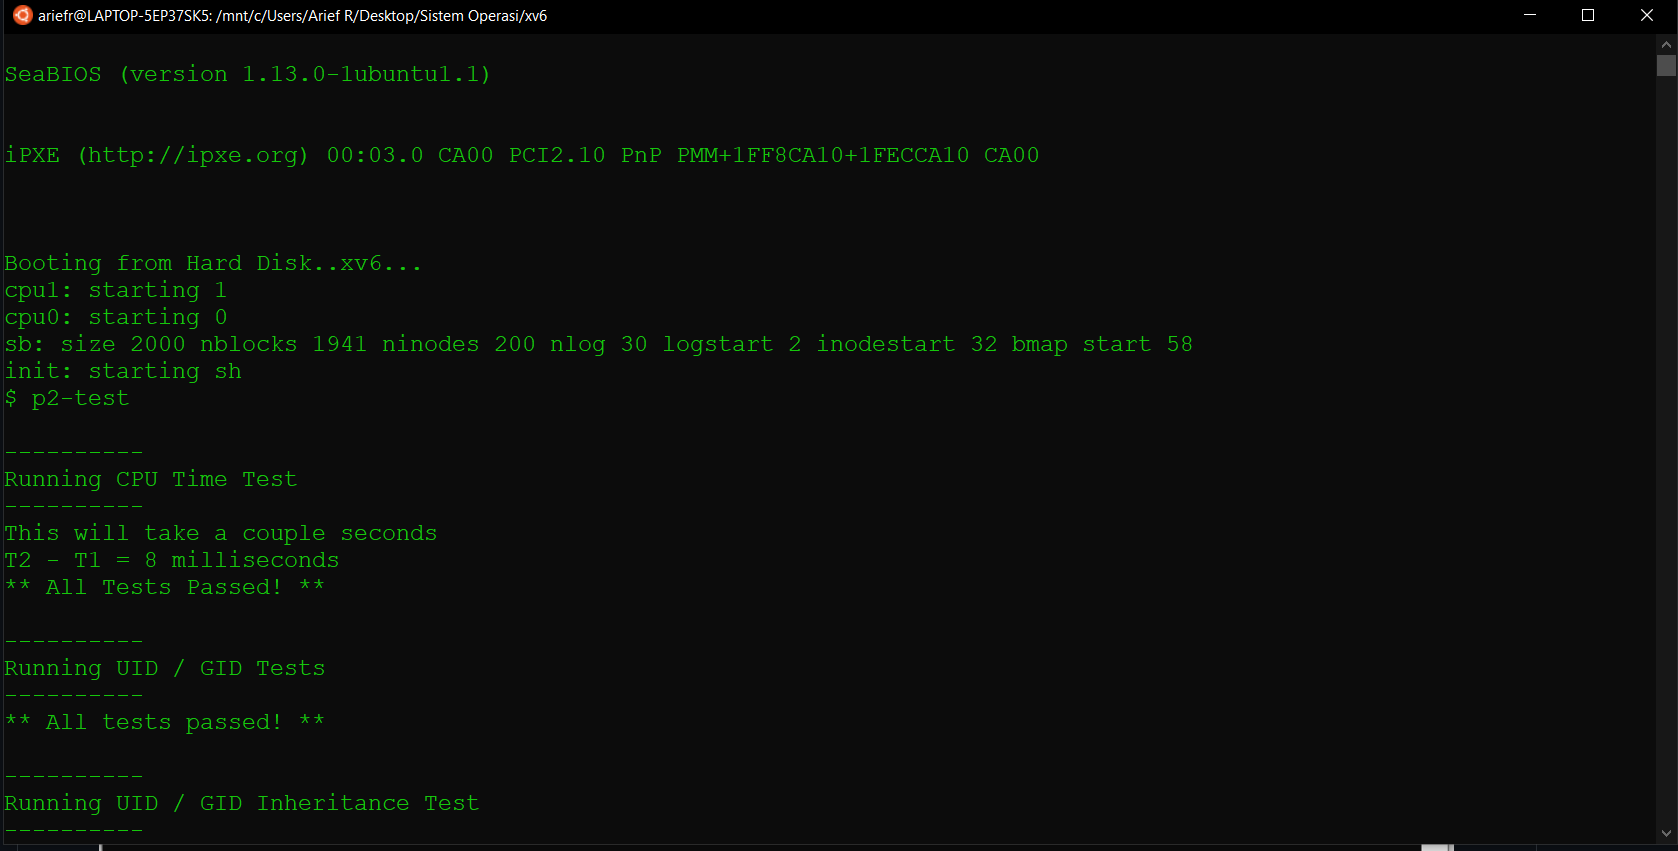 ariefr@LAPTOP-5EP37SK5: /mnt/c/Users/Arief R/Desktop/Sistem Operasi/xv6
SeaBIOS (version 1.13.0-1ubuntu1.1)
iPXE (http://ipxe.org) 00:03.0 CA00 PCI2.10 PnP PMM+1FF8CA10+1FECCA10 CA00
Booting from Hard Disk..xv6...
cpu1: starting 1
cpu0: starting 0
sb: size 2000 nblocks 1941 ninodes 200 nlog 30 logstart 2 inodestart 32 bmap start 58
init: starting sh
$ p2-test
----------
Running CPU Time Test
----------
This will take a couple seconds
T2 - T1 = 8 milliseconds
** All Tests Passed! **
----------
Running UID / GID Tests
----------
** All tests passed! **
----------
Running UID / GID Inheritance Test
----------